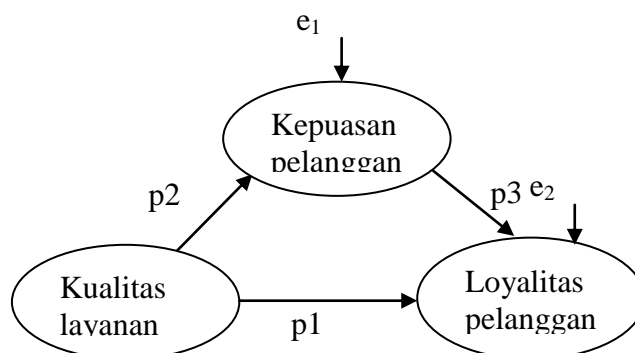 e₁
Kepuasan
pelanggan
p2
p3 e₂
Kualitas
layanan
p1
Loyalitas
pelanggan